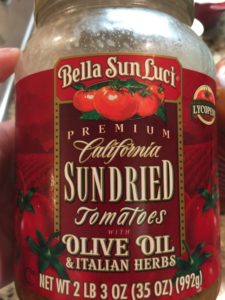 Bella Sun Luci
LYCOPENE
PREMIUM
California
SUNDRIED
Tomatoes
WITH
OLIVE OIL
& ITALIAN HERBS
NET WT 2 LB 3 OZ (35 OZ) (992g)